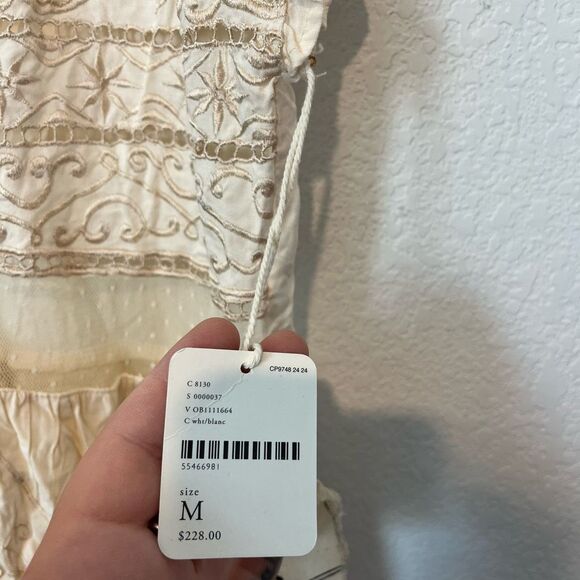 CP9748 24 24
C 8130
S 0000037
V OB1111664
C wht/blanc
55466981
size
M
$228.00